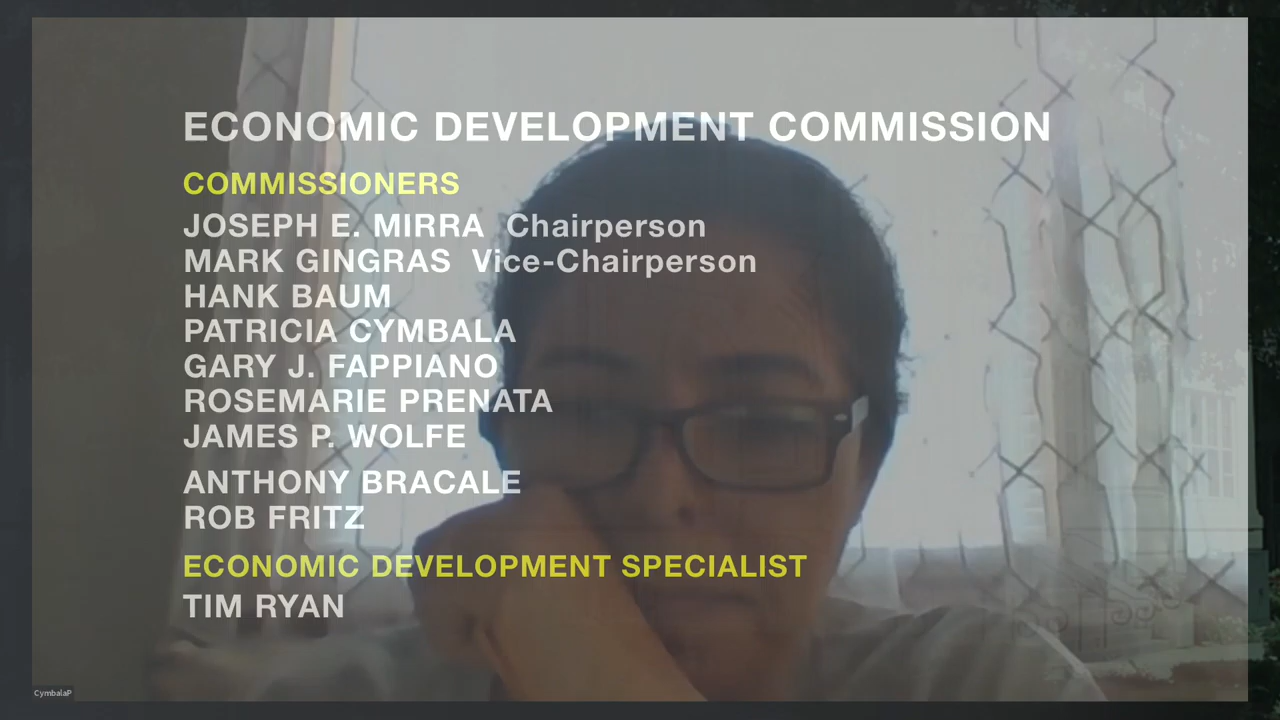 ECONOMIC DEVELOPMENT COMMISSION
COMMISSIONERS
JOSEPH E. MIRRA Chairperson
MARK GINGRAS Vice-Chairperson
HANK BAUM
PATRICIA CYMBALA
GARY J. FAPPIANO
ROSEMARIE PRENATA
JAMES P. WOLFE
ANTHONY BRACALE
ROB FRITZ
ECONOMIC DEVELOPMENT SPECIALIST
TIM RYAN
CymbalaP